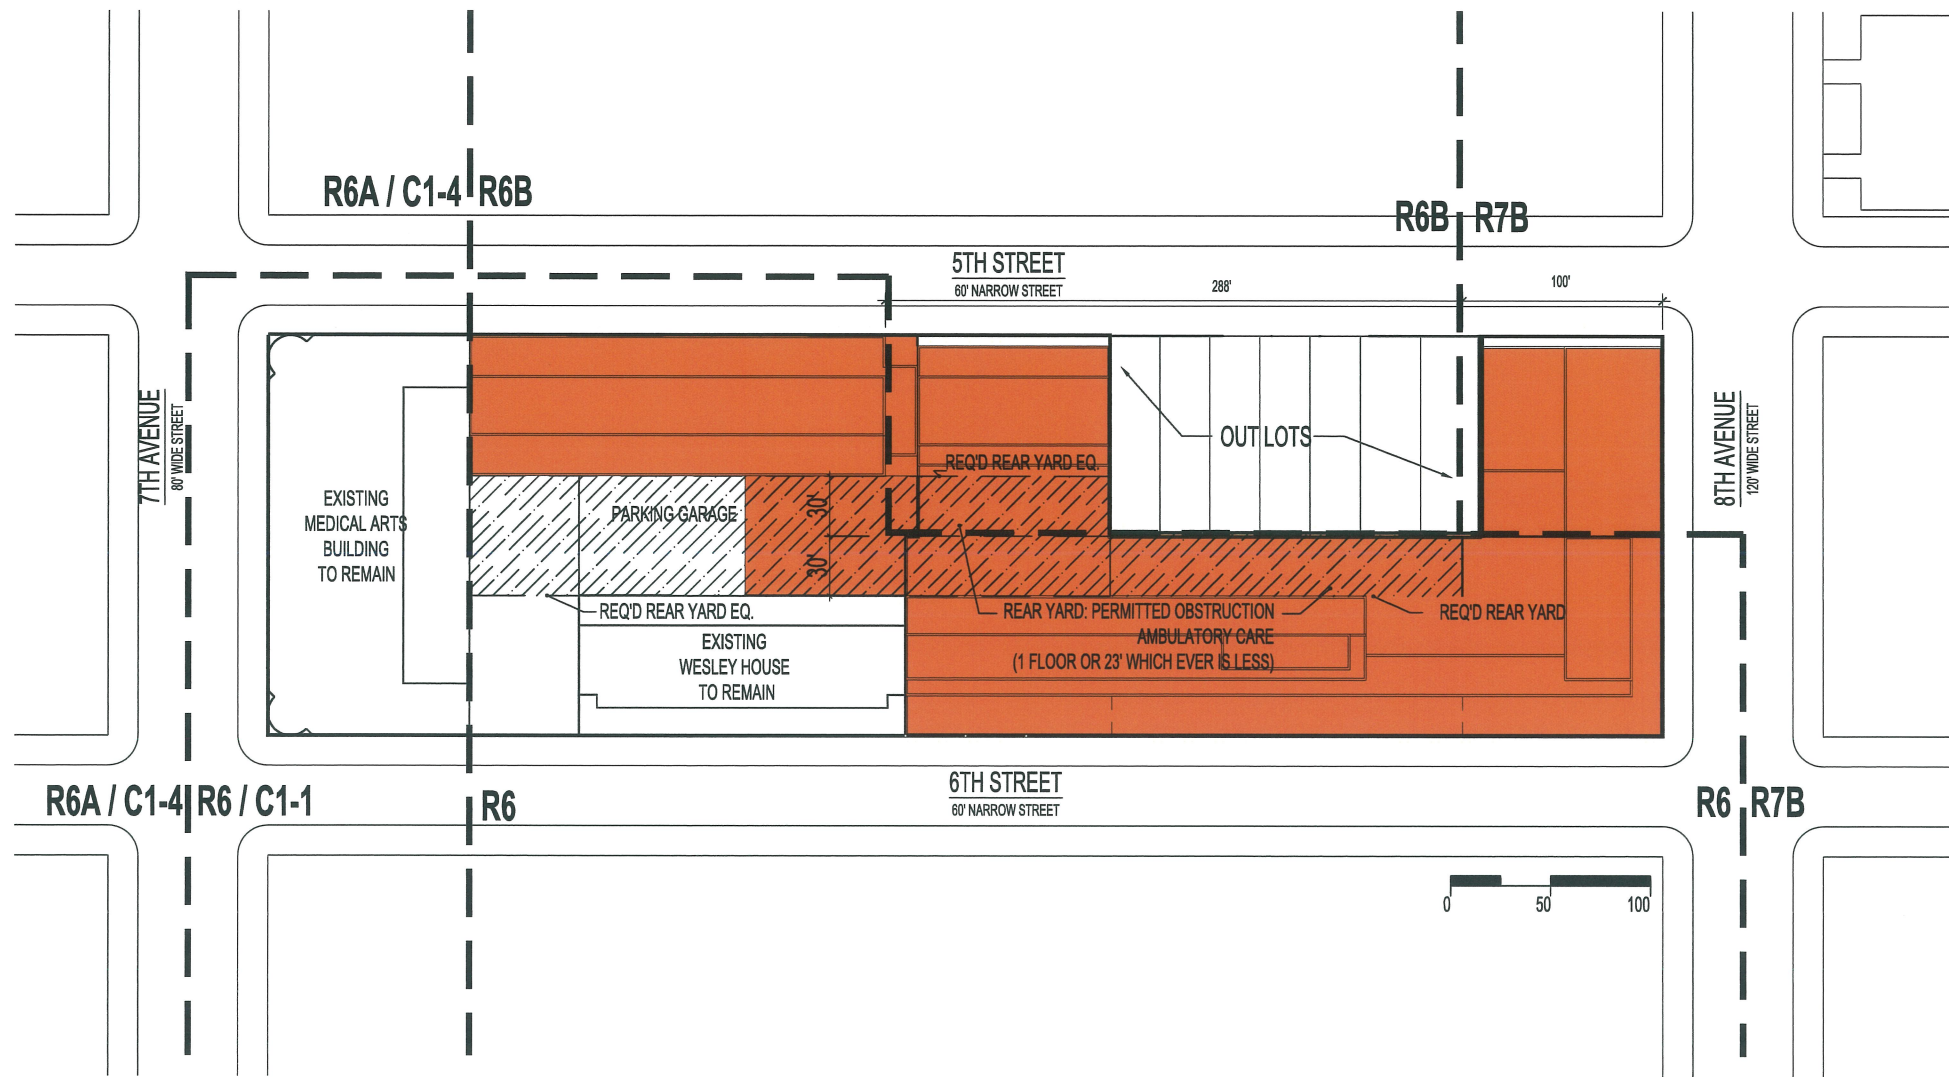 R6A / C1-4
R6B
R6B
R7B
5TH STREET
60' NARROW STREET
288'
100'
7TH AVENUE
80' WIDE STREET
8TH AVENUE
120' WIDE STREET
OUT LOTS
REQ'D REAR YARD EQ.
EXISTING
MEDICAL ARTS
BUILDING
TO REMAIN
PARKING GARAGE
30'
30'
REQ'D REAR YARD EQ.
REAR YARD: PERMITTED OBSTRUCTION
AMBULATORY CARE
(1 FLOOR OR 23' WHICH EVER IS LESS)
REQ'D REAR YARD
EXISTING
WESLEY HOUSE
TO REMAIN
6TH STREET
60' NARROW STREET
R6A / C1-4
R6 / C1-1
R6
R6
R7B
0
50
100